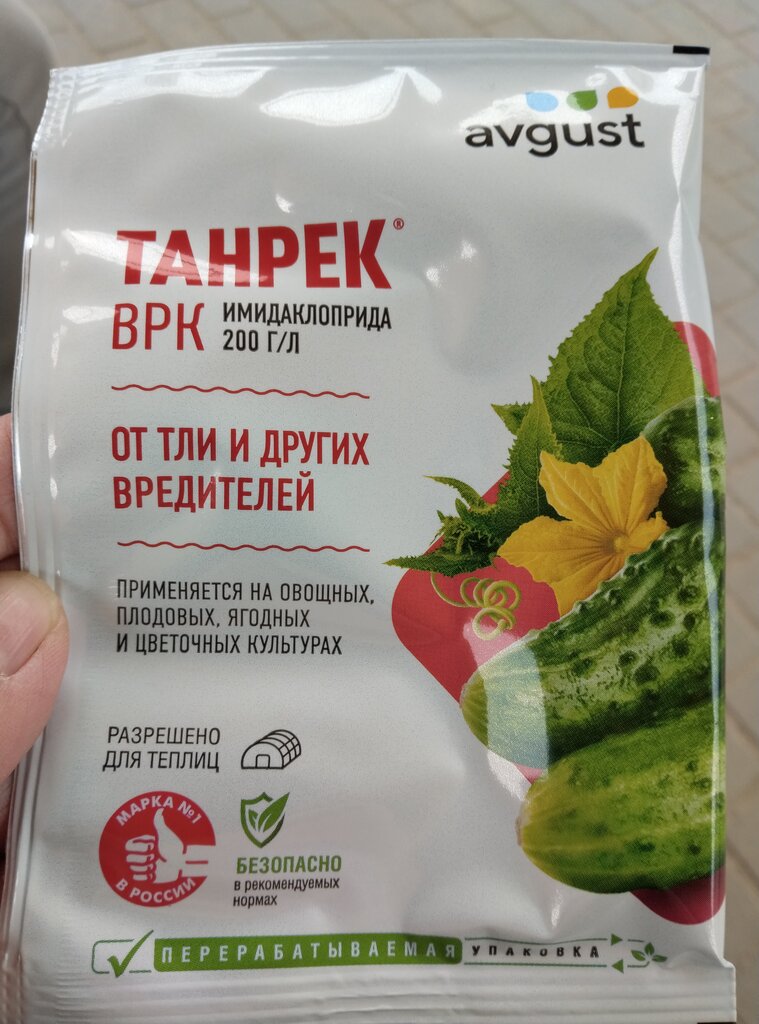 avgust
ТАНРЕК®
ВРК ИМИДАКЛОПРИДА
200 Г/Л
ОТ ТЛИ И ДРУГИХ
ВРЕДИТЕЛЕЙ
ПРИМЕНЯЕТСЯ НА ОВОЩНЫХ,
ПЛОДОВЫХ, ЯГОДНЫХ
И ЦВЕТОЧНЫХ КУЛЬТУРАХ
РАЗРЕШЕНО
ДЛЯ ТЕПЛИЦ
МАРКА №1
В РОССИИ
БЕЗОПАСНО
в рекомендуемых
нормах
ПЕРЕРАБАТЫВАЕМАЯ УПАКОВКА